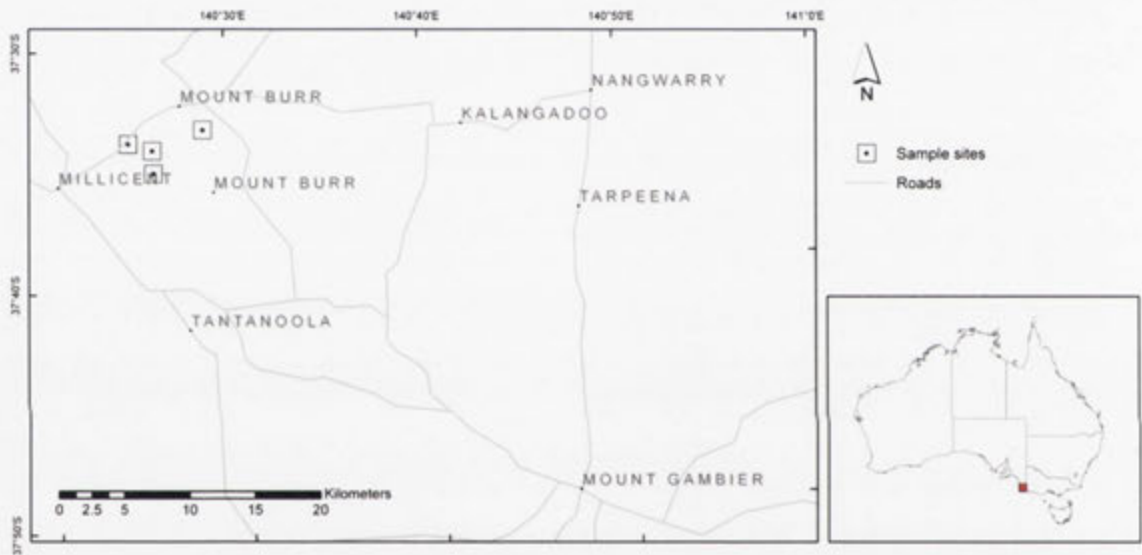 140°30'E 140°40'E 140°50'E 141°0'E
37°30'S
NANGWARRY
MOUNT BURR
KALANGADOO
N
Sample sites
MILLICENT
MOUNT BURR
Roads
TARPEENA
37°40'S
TANTANOOLA
MOUNT GAMBIER
Kilometers
0 2.5 5 10 15 20
37°50'S